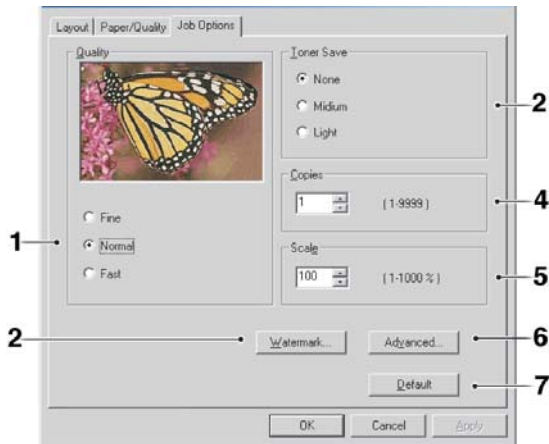 Layout Paper/Quality Job Options
Quality
Fine
Normal
Fast
Toner Save
None
Midium
Light
Copies
1 (1-9999)
Scale
100 (1-1000 %)
Watermark... Advanced...
Default
OK Cancel Apply
1
2
2
4
5
6
7